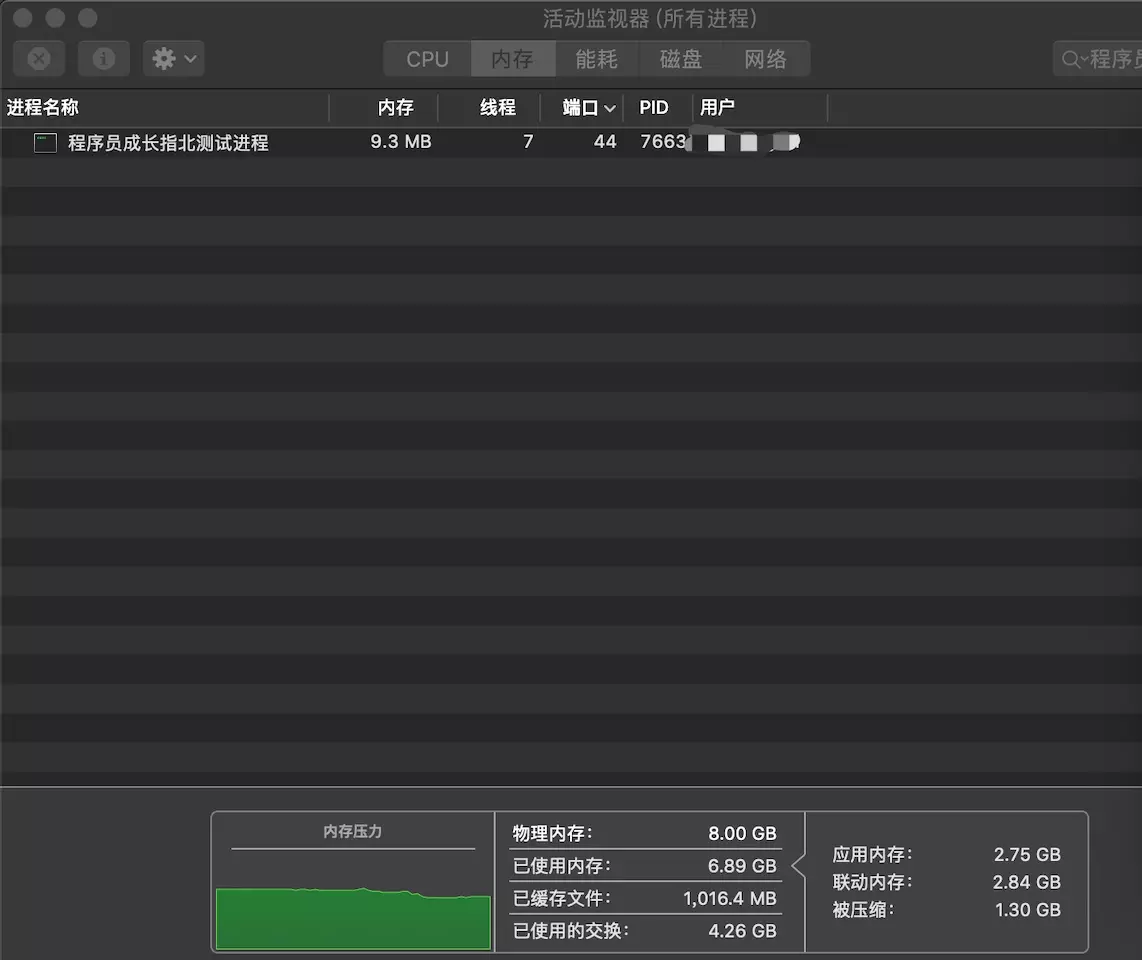 活动监视器 (所有进程)
CPU 内存 能耗 磁盘 网络 程序员
进程名称 内存 线程 端口 PID 用户
程序员成长指北测试进程 9.3 MB 7 44 7663
内存压力
物理内存: 8.00 GB
已使用内存: 6.89 GB
已缓存文件: 1,016.4 MB
已使用的交换: 4.26 GB
应用内存: 2.75 GB
联动内存: 2.84 GB
被压缩: 1.30 GB